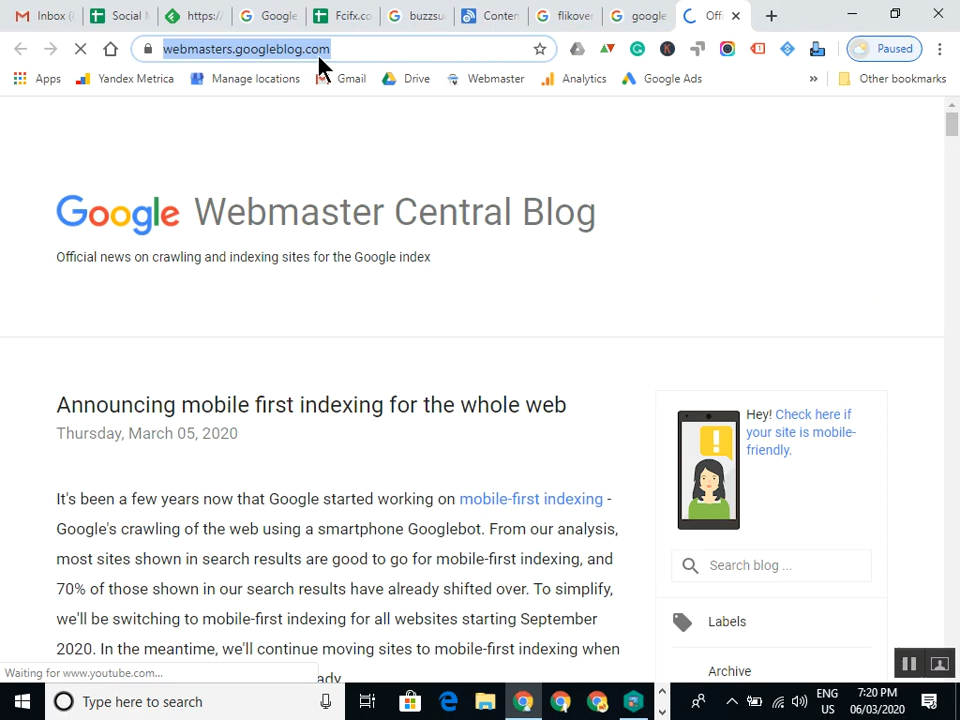 Inbox (
Social
https:/
Google
Fcifx.co
buzzsu
Conten
flikover
google
Offi
webmasters.googleblog.com
Paused
Apps
Yandex Metrica
Manage locations
Gmail
Drive
Webmaster
Analytics
Google Ads
»
Other bookmarks
Google Webmaster Central Blog
Official news on crawling and indexing sites for the Google index
Announcing mobile first indexing for the whole web
Thursday, March 05, 2020
It's been a few years now that Google started working on mobile-first indexing -
Google's crawling of the web using a smartphone Googlebot. From our analysis,
most sites shown in search results are good to go for mobile-first indexing, and
70% of those shown in our search results have already shifted over. To simplify,
we'll be switching to mobile-first indexing for all websites starting September
2020. In the meantime, we'll continue moving sites to mobile-first indexing when
Hey! Check here if
your site is mobile-
friendly.
Search blog ...
Labels
Archive
Waiting for www.youtube.com...
Type here to search
ENG
US
7:20 PM
06/03/2020